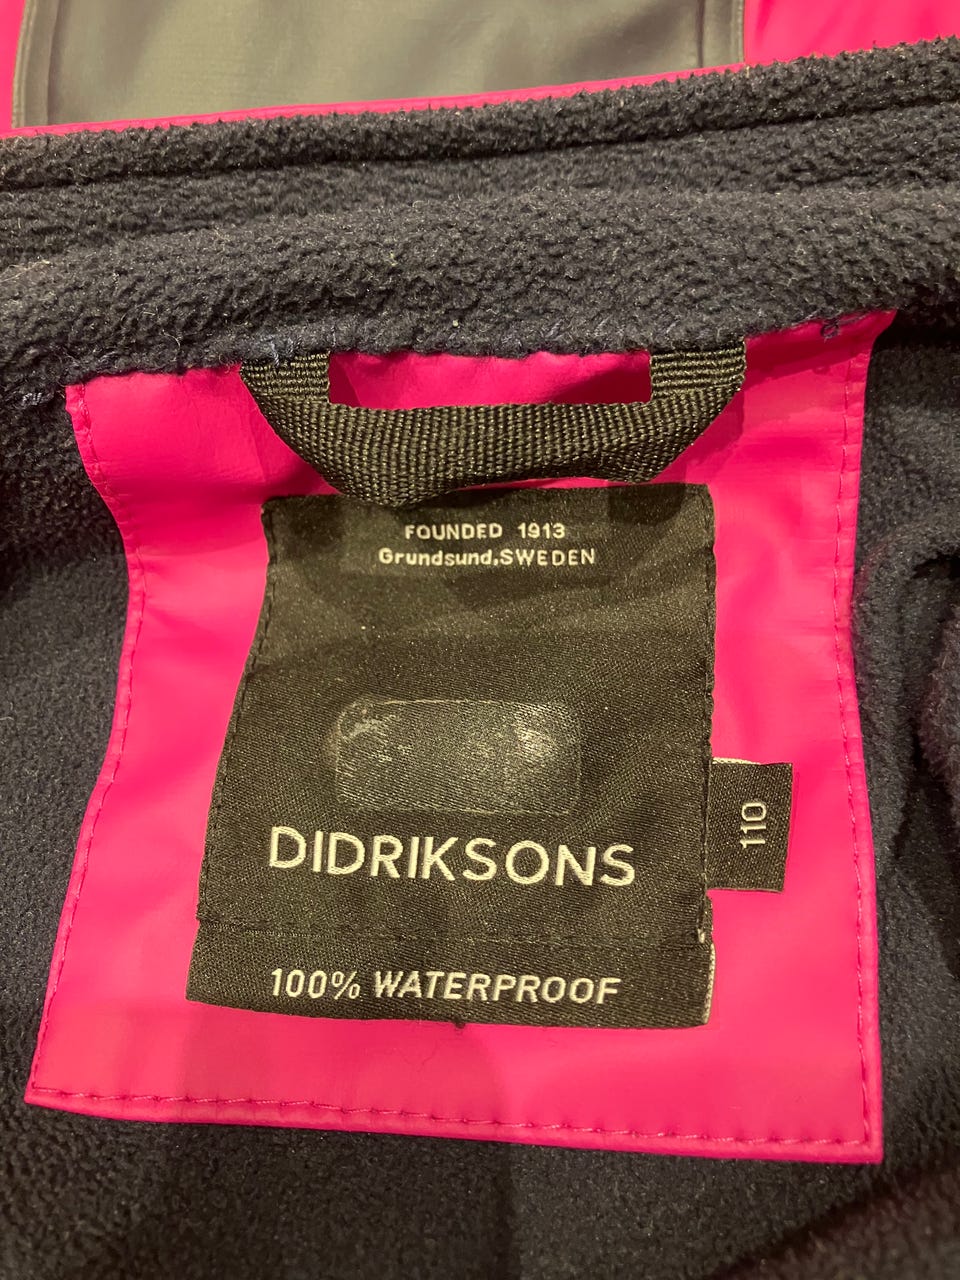 FOUNDED 1913
Grundsund,SWEDEN
DIDRIKSONS
110
100% WATERPROOF